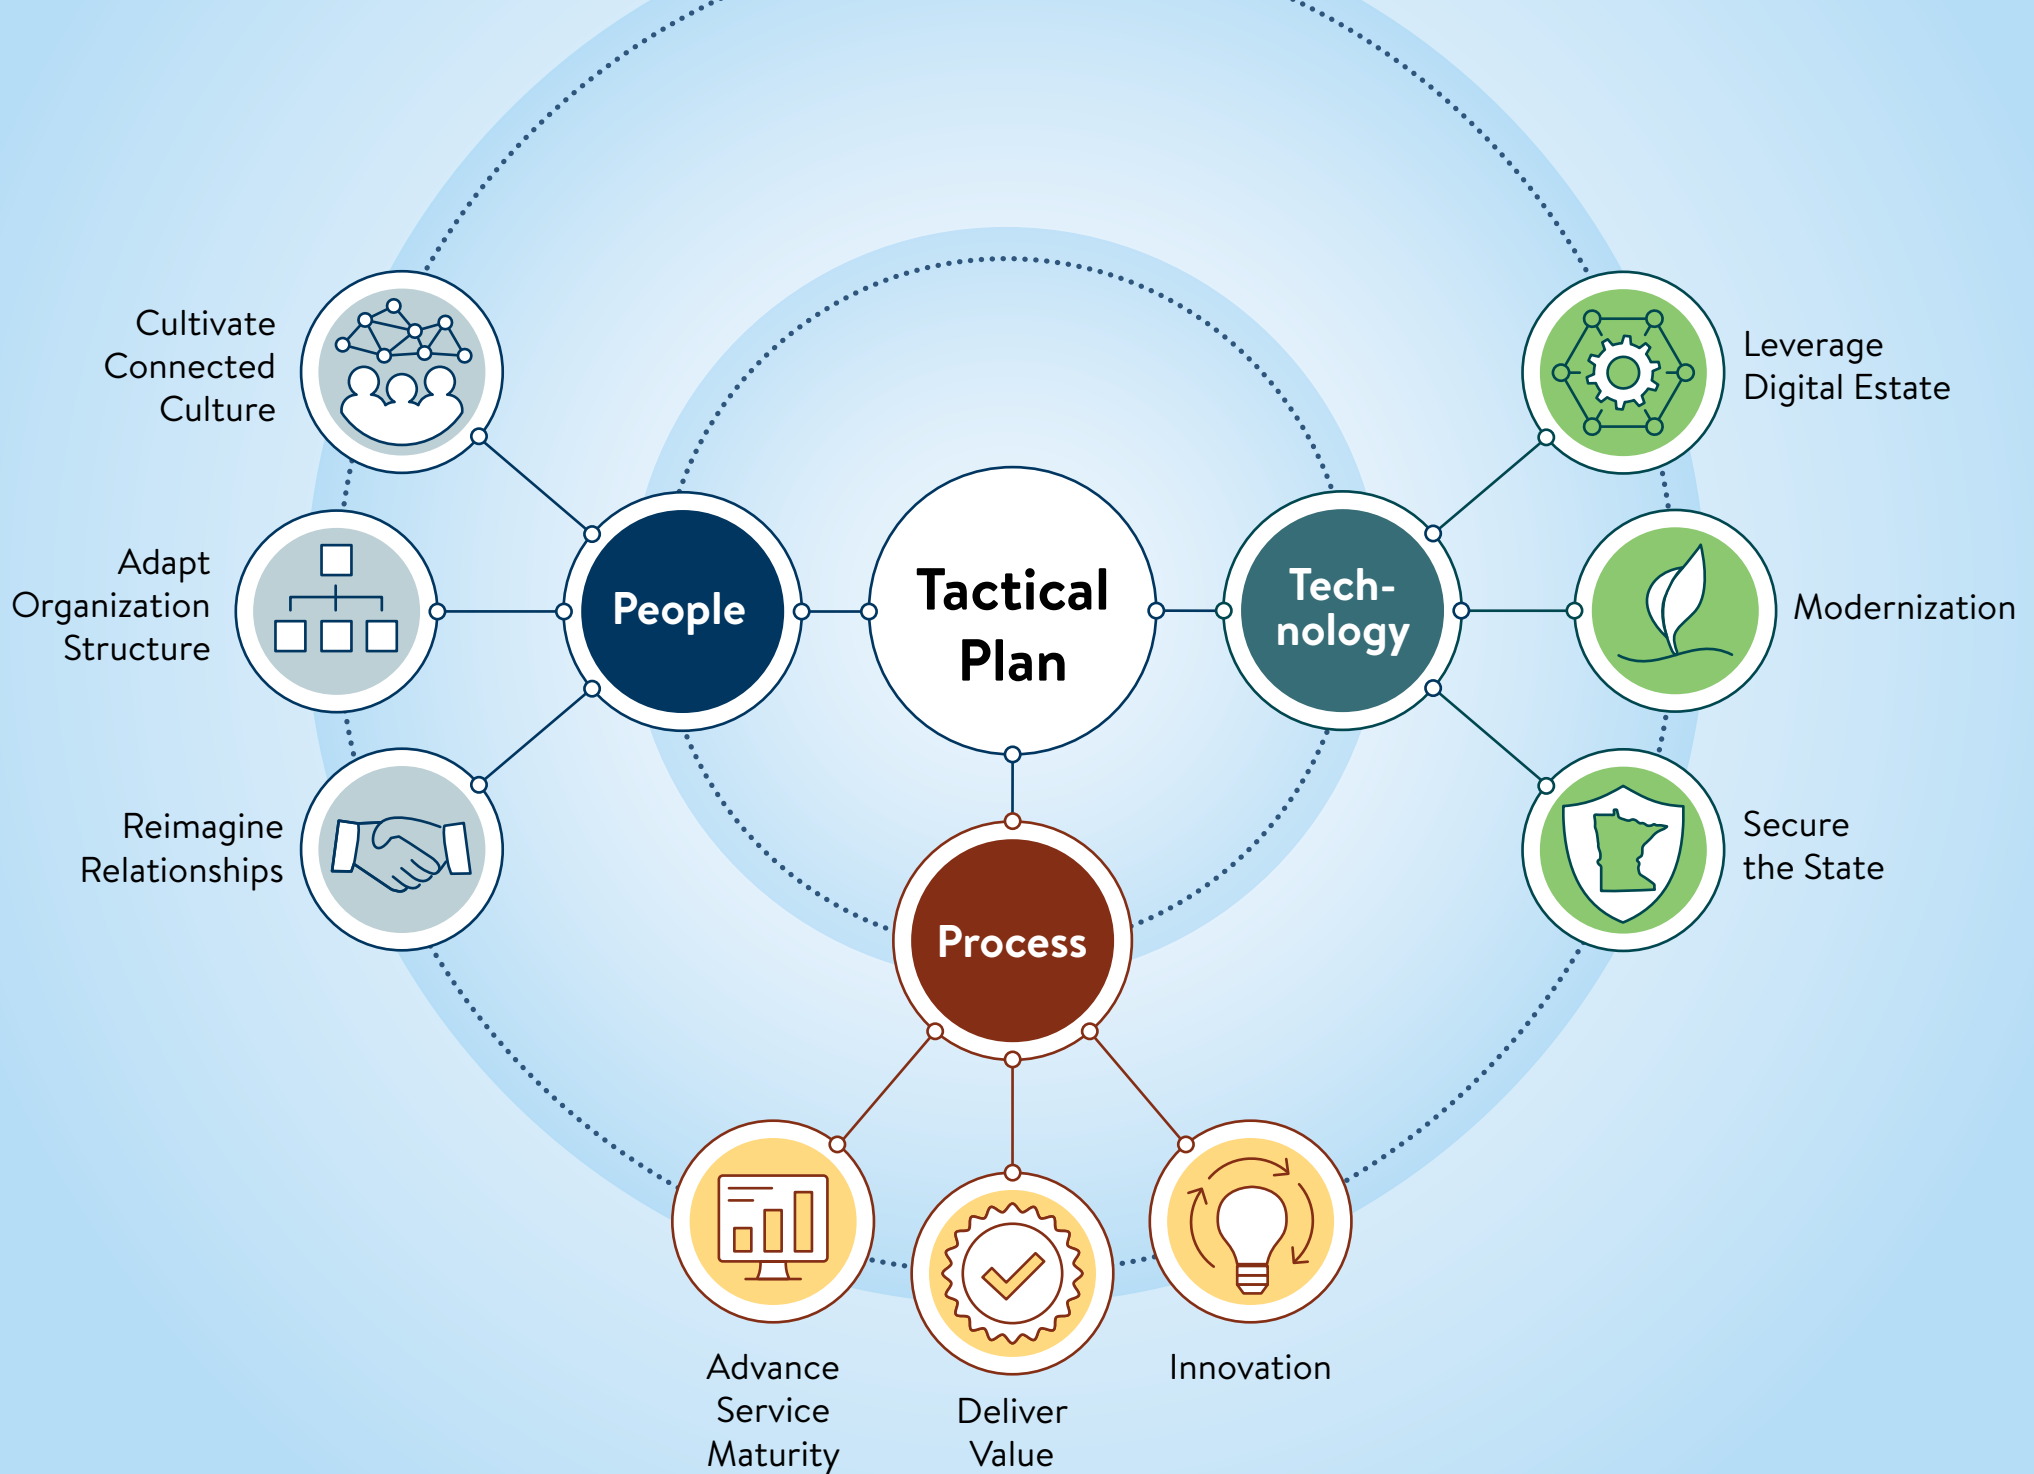 Tactical
Plan
People
Cultivate
Connected
Culture
Adapt
Organization
Structure
Reimagine
Relationships
Tech-
nology
Leverage
Digital Estate
Modernization
Secure
the State
Process
Advance
Service
Maturity
Deliver
Value
Innovation